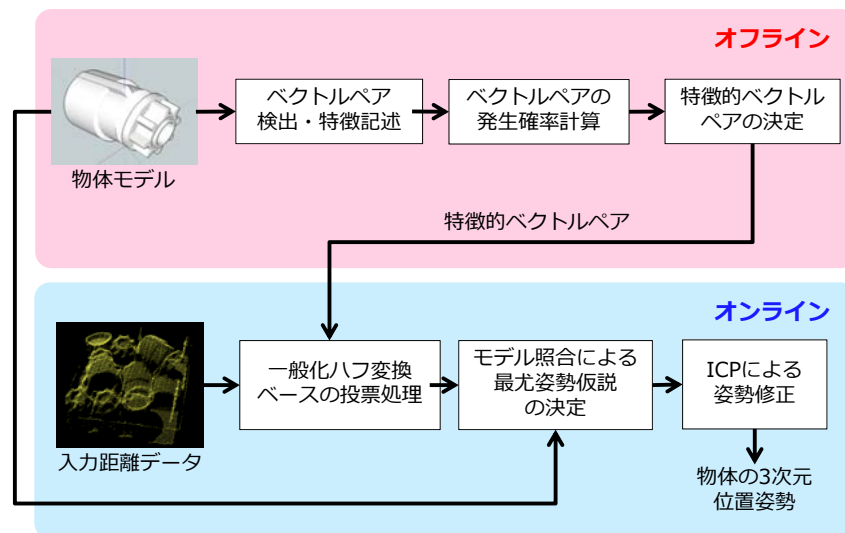 オフライン
ベクトルペア
検出・特徴記述
ベクトルペアの
発生確率計算
特徴的ベクトル
ペアの決定
物体モデル
特徴的ベクトルペア
オンライン
一般化ハフ変換
ベースの投票処理
モデル照合による
最尤姿勢仮説
の決定
ICPによる
姿勢修正
入力距離データ
物体の3次元
位置姿勢